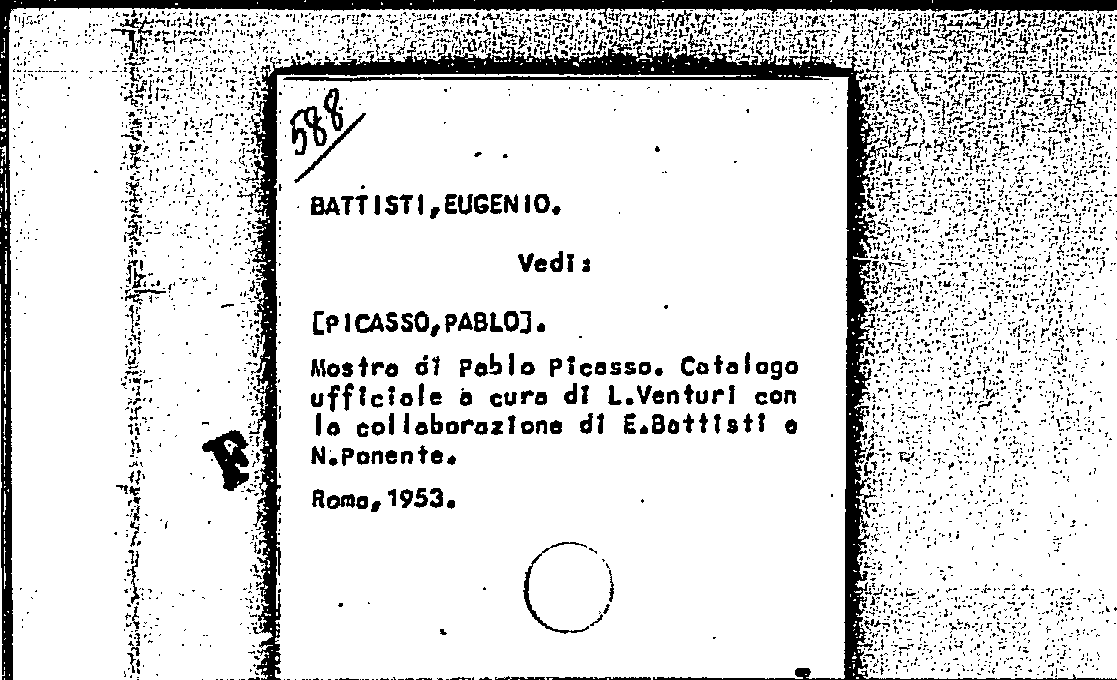 588
BATTISTI,EUGENIO.
Vedi:
[PICASSO,PABLO].
Mostra di Pablo Picasso. Catalogo
ufficiale a cura di L.Venturi con
la collaborazione di E.Battisti e
N.Ponente.
Roma,1953.
F